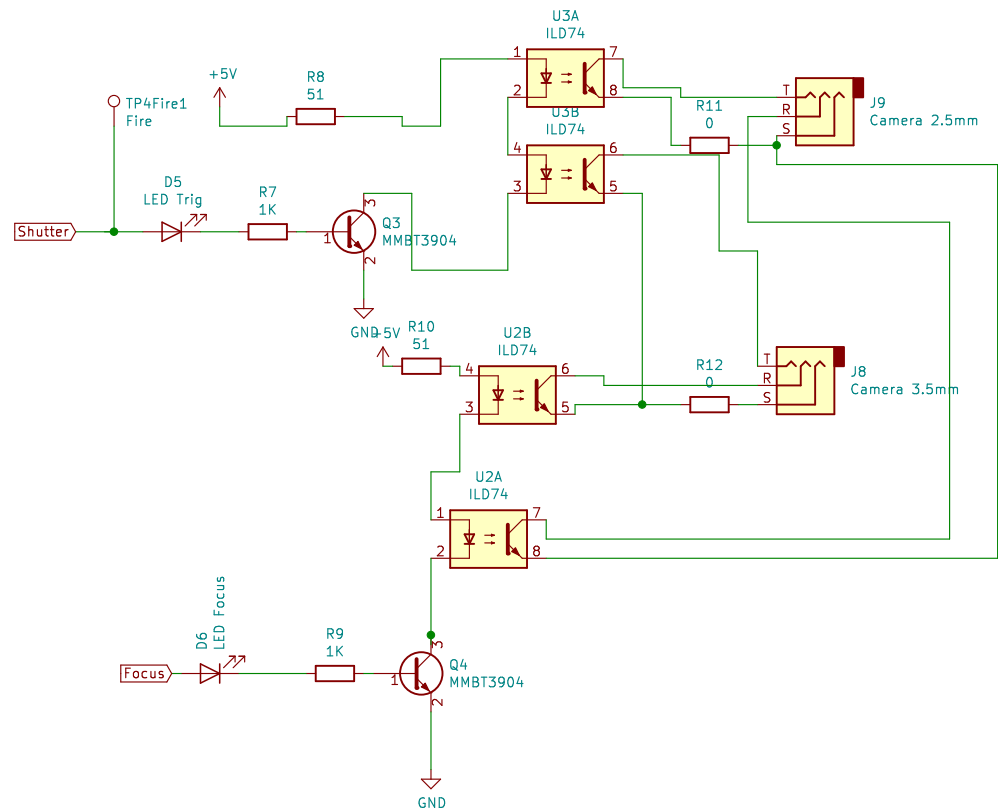 U3A
ILD74
1
7
2
8
+5V
R8
51
TP4Fire1
Fire
U3B
ILD74
4
6
3
5
R11
0
T
R
S
J9
Camera 2.5mm
D5
LED Trig
R7
1K
Shutter
3
1
2
Q3
MMBT3904
GND
+5V
R10
51
U2B
ILD74
4
6
3
5
R12
0
T
R
S
J8
Camera 3.5mm
U2A
ILD74
1
7
2
8
D6
LED Focus
R9
1K
Focus
3
1
2
Q4
MMBT3904
GND